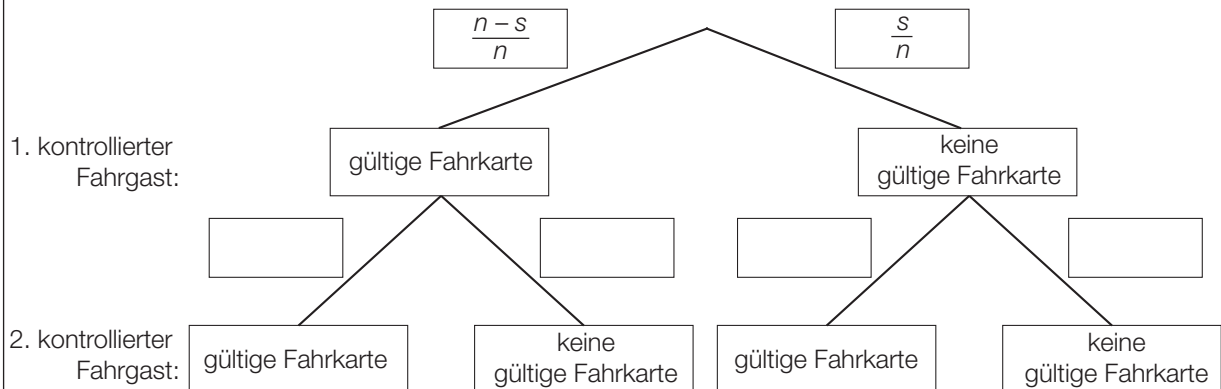 n – s
n
s
n
1. kontrollierter
Fahrgast:
gültige Fahrkarte
keine
gültige Fahrkarte
2. kontrollierter
Fahrgast:
gültige Fahrkarte
keine
gültige Fahrkarte
gültige Fahrkarte
keine
gültige Fahrkarte